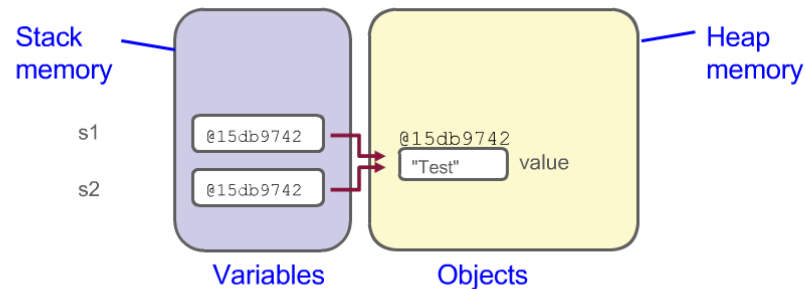 Stack
memory
Heap
memory
s1
@15db9742
@15db9742
"Test"
value
s2
@15db9742
Variables
Objects